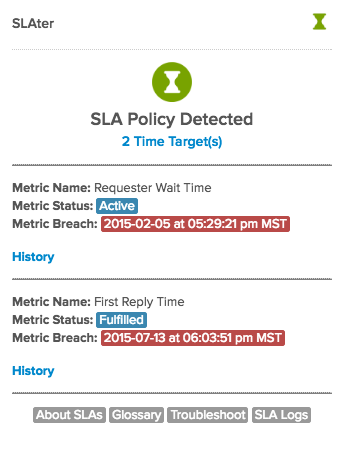 SLAter
SLA Policy Detected
2 Time Target(s)
Metric Name: Requester Wait Time
Metric Status: Active
Metric Breach: 2015-02-05 at 05:29:21 pm MST
History
Metric Name: First Reply Time
Metric Status: Fulfilled
Metric Breach: 2015-07-13 at 06:03:51 pm MST
History
About SLAs Glossary Troubleshoot SLA Logs